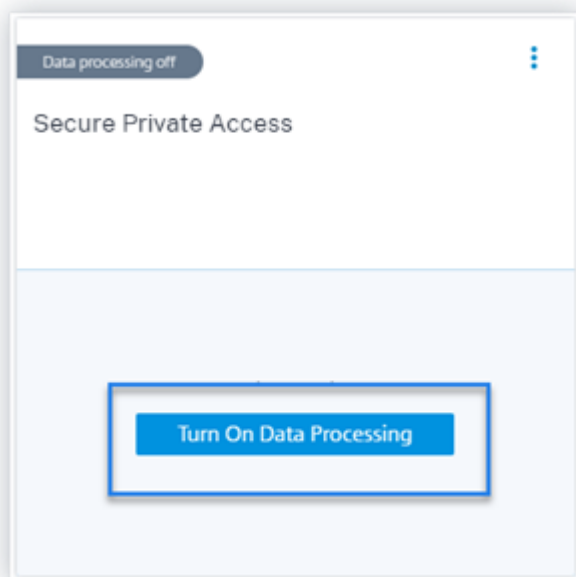 Data processing off
Secure Private Access
Turn On Data Processing